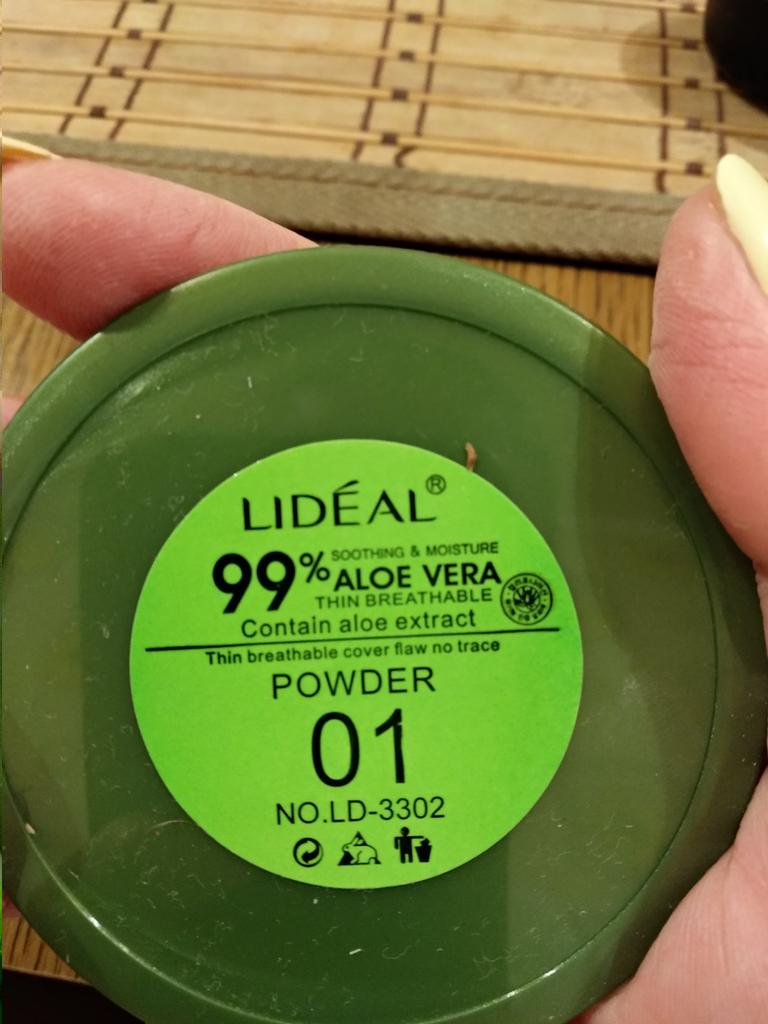 LIDÉAL®
99% SOOTHING & MOISTURE
ALOE VERA
THIN BREATHABLE
Contain aloe extract
Thin breathable cover flaw no trace
POWDER
01
NO.LD-3302